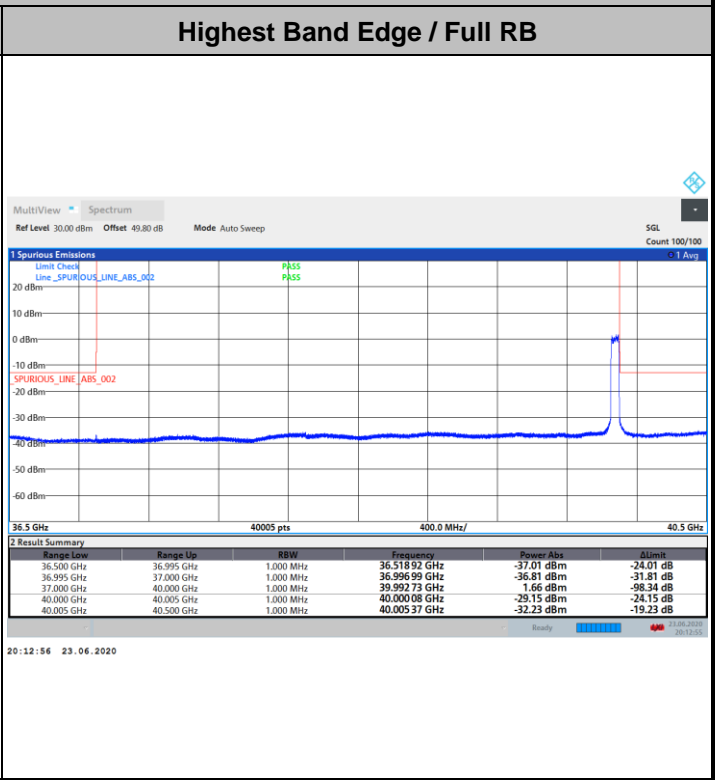 Highest Band Edge / Full RB
MultiView Spectrum
Ref Level 30.00 dBm Offset 49.80 dB Mode Auto Sweep SGL
Count 100/100
1 Spurious Emissions 1 Avg
Limit Check PASS
Line _SPURIOUS_LINE_ABS_002 PASS
20 dBm
10 dBm
0 dBm
-10 dBm
_SPURIOUS_LINE_ABS_002
-20 dBm
-30 dBm
-40 dBm
-50 dBm
-60 dBm
36.5 GHz 40005 pts 400.0 MHz/ 40.5 GHz
2 Result Summary
Range Low Range Up RBW Frequency Power Abs ΔLimit
36.500 GHz 36.995 GHz 1.000 MHz 36.518 92 GHz -37.01 dBm -24.01 dB
36.995 GHz 37.000 GHz 1.000 MHz 36.996 99 GHz -36.81 dBm -31.81 dB
37.000 GHz 40.000 GHz 1.000 MHz 39.992 73 GHz 1.66 dBm -98.34 dB
40.000 GHz 40.005 GHz 1.000 MHz 40.000 08 GHz -29.15 dBm -24.15 dB
40.005 GHz 40.500 GHz 1.000 MHz 40.005 37 GHz -32.23 dBm -19.23 dB
Ready 23.06.2020
20:12:55
20:12:56 23.06.2020